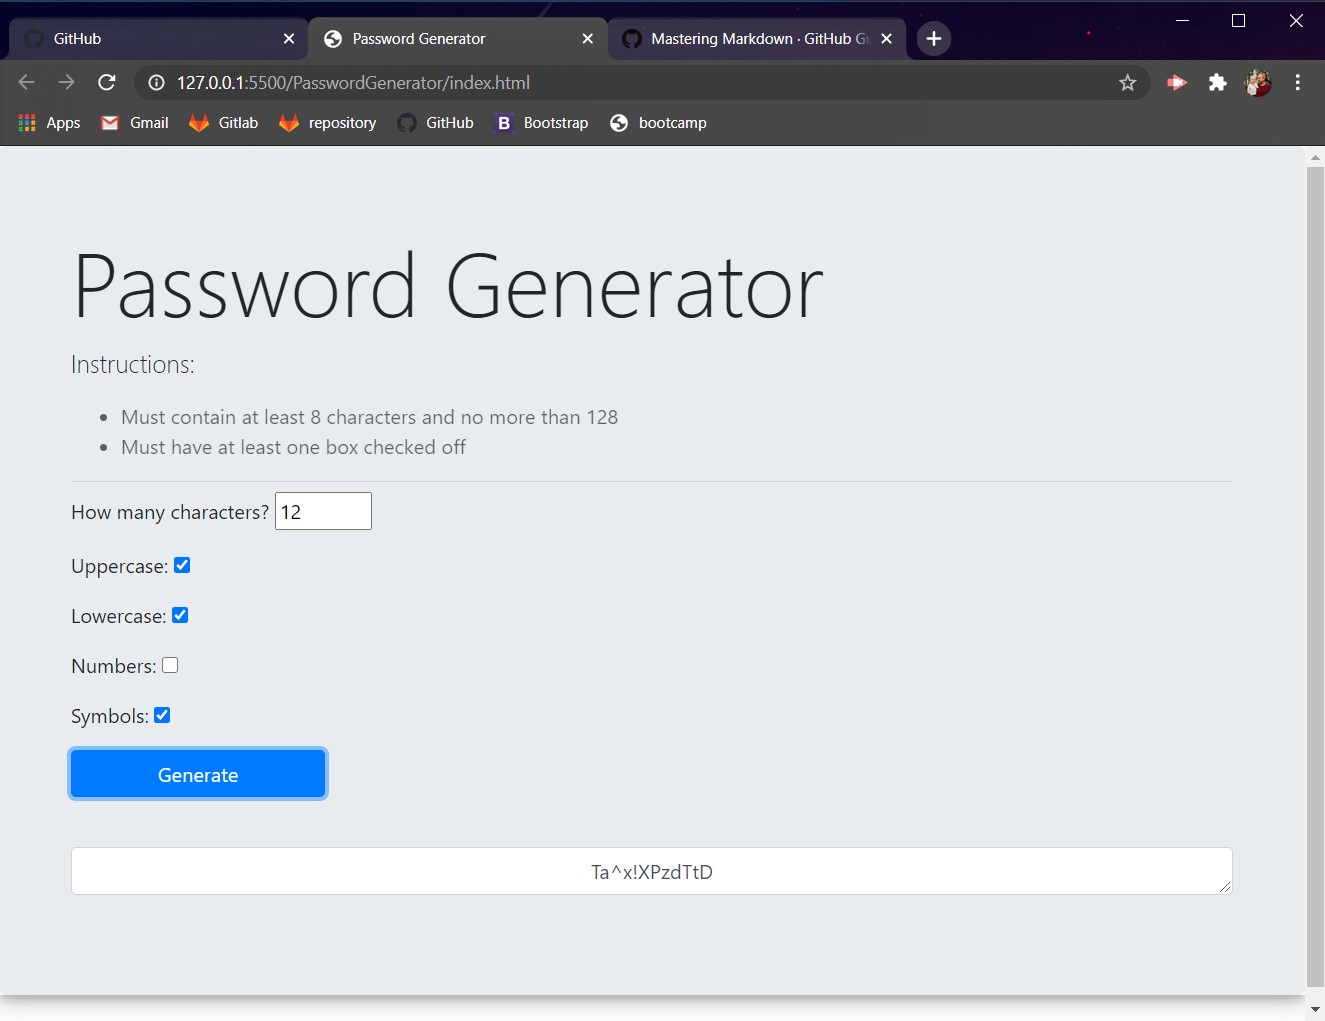 GitHub
Password Generator
Mastering Markdown · GitHub G
127.0.0.1:5500/PasswordGenerator/index.html
Apps Gmail Gitlab repository GitHub B Bootstrap bootcamp
Password Generator
Instructions:
Must contain at least 8 characters and no more than 128
Must have at least one box checked off
How many characters? 12
Uppercase:
Lowercase:
Numbers:
Symbols:
Generate
Ta^x!XPzdTtD